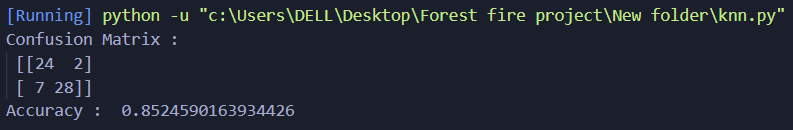 [Running] python -u "c:\Users\DELL\Desktop\Forest fire project\New folder\knn.py"
Confusion Matrix :
[[24  2]
[ 7 28]]
Accuracy :  0.8524590163934426